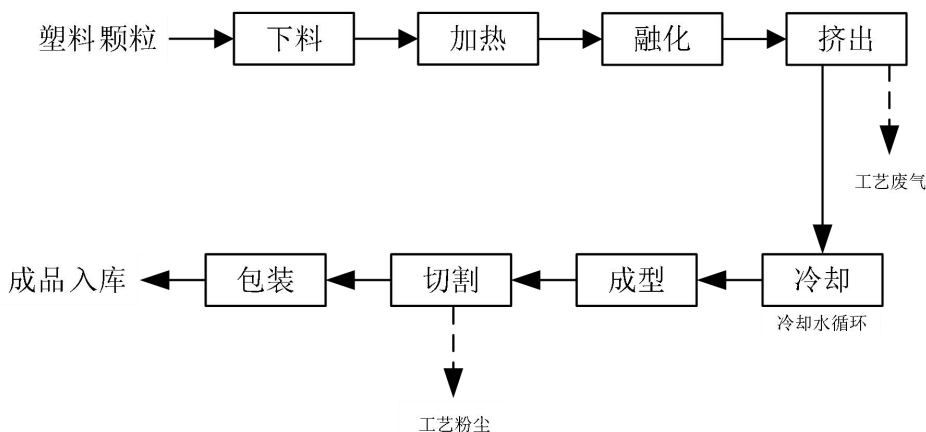 塑料颗粒
下料
加热
融化
挤出
工艺废气
成品入库
包装
切割
成型
冷却
冷却水循环
工艺粉尘